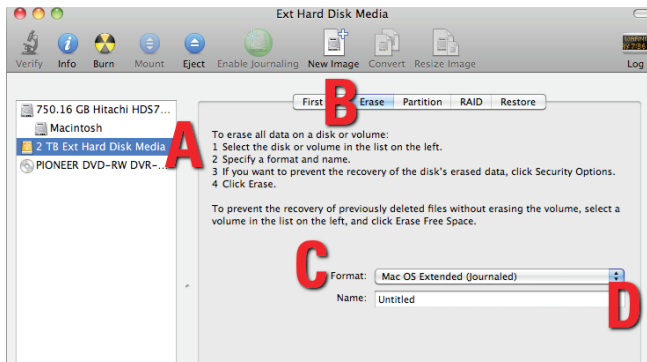 Ext Hard Disk Media
Verify Info Burn Mount Eject Enable Journaling New Image Convert Resize Image Log
First Erase Partition RAID Restore
B
750.16 GB Hitachi HDS7...
Macintosh
2 TB Ext Hard Disk Media
A
PIONEER DVD-RW DVR-...
To erase all data on a disk or volume:
1 Select the disk or volume in the list on the left.
2 Specify a format and name.
3 If you want to prevent the recovery of the disk's erased data, click Security Options.
4 Click Erase.
To prevent the recovery of previously deleted files without erasing the volume, select a
volume in the list on the left, and click Erase Free Space.
C
Format: Mac OS Extended (Journaled)
Name: Untitled
D